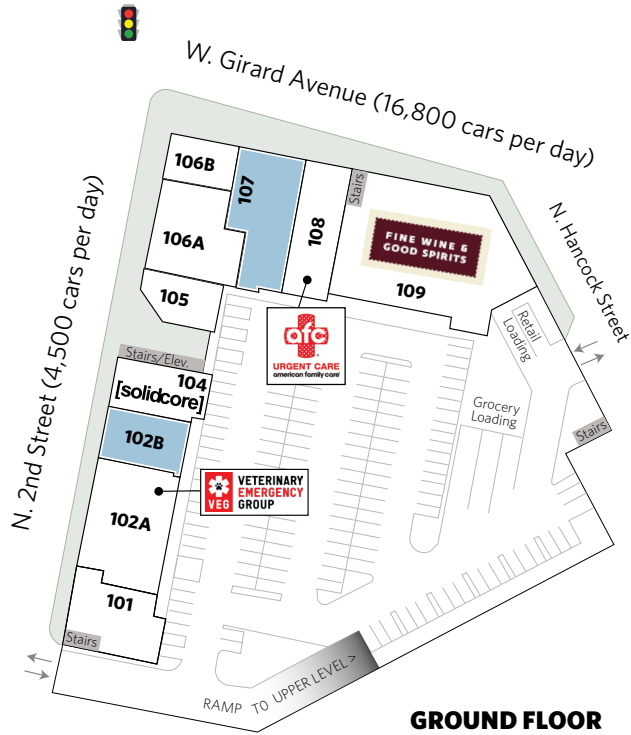 W. Girard Avenue (16,800 cars per day)
N. 2nd Street (4,500 cars per day)
N. Hancock Street
106B
107
108
Stairs
FINE WINE &
GOOD SPIRITS
109
106A
105
afc
URGENT CARE
american family care
Retail
Loading
Grocery
Loading
Stairs
Stairs/Elev.
104
[solidcore]
102B
VEG
VETERINARY
EMERGENCY
GROUP
102A
101
Stairs
RAMP TO UPPER LEVEL >
GROUND FLOOR